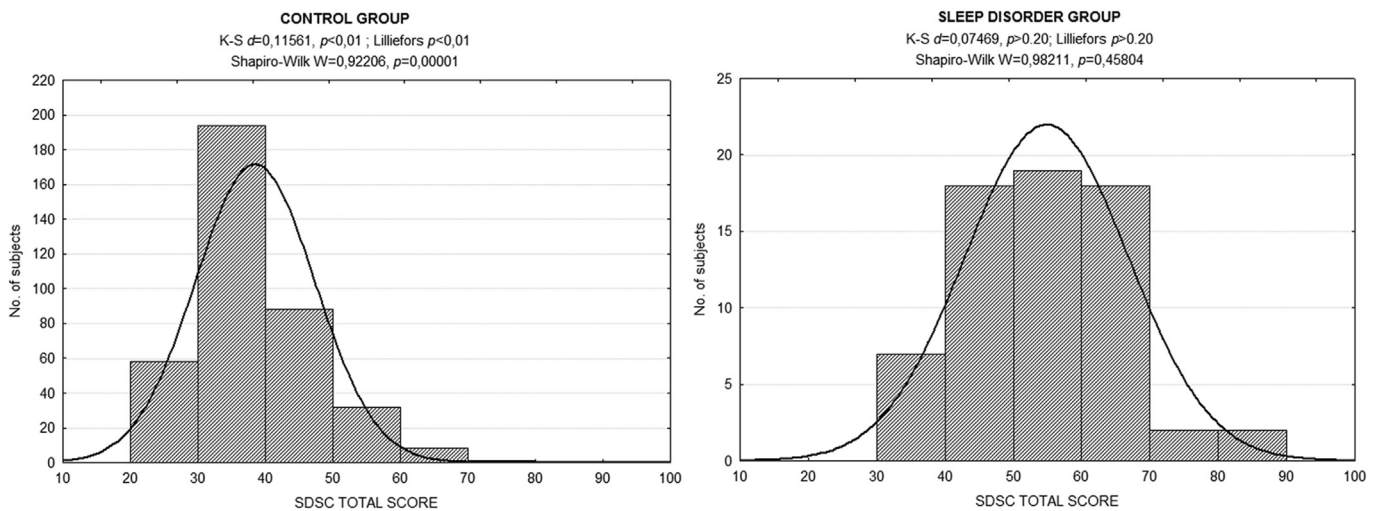 CONTROL GROUP
K-S d=0,11561, p<0,01 ; Lilliefors p<0,01
Shapiro-Wilk W=0,92206, p=0,00001
220
200
180
160
140
120
100
80
60
40
20
0
No. of subjects
10 20 30 40 50 60 70 80 90 100
SDSC TOTAL SCORE
SLEEP DISORDER GROUP
K-S d=0,07469, p>0.20; Lilliefors p>0.20
Shapiro-Wilk W=0,98211, p=0,45804
25
20
15
10
5
0
No. of subjects
10 20 30 40 50 60 70 80 90 100
SDSC TOTAL SCORE